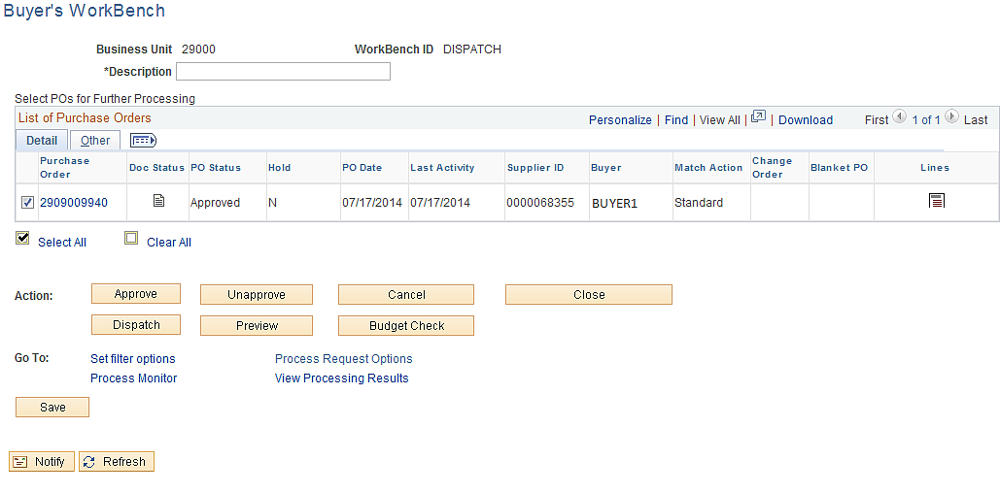 Buyer's WorkBench
Business Unit 29000 WorkBench ID DISPATCH
*Description
Select POs for Further Processing
List of Purchase Orders Personalize | Find | View All | | Download First 1 of 1 Last
Detail Other
Purchase Order Doc Status PO Status Hold PO Date Last Activity Supplier ID Buyer Match Action Change Order Blanket PO Lines
2909009940 Approved N 07/17/2014 07/17/2014 0000068355 BUYER1 Standard
Select All Clear All
Action: Approve Unapprove Cancel Close
Dispatch Preview Budget Check
Go To: Set filter options Process Request Options
Process Monitor View Processing Results
Save
Notify Refresh